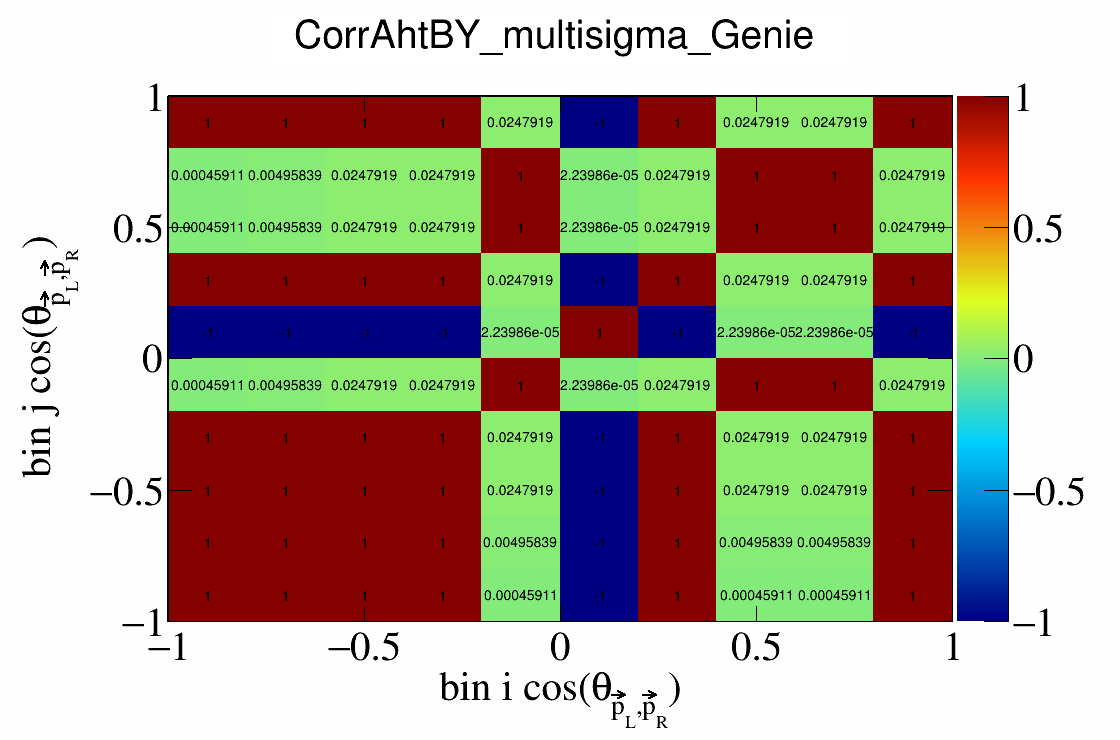 CorrAhtBY_multisigma_Genie
1 1 1 1 1 0.0247919 -1 1 0.0247919 0.0247919 1 1
0.00045911 0.00495839 0.0247919 0.0247919 1 2.23986e-05 0.0247919 1 1 0.0247919
0.5 0.00045911 0.00495839 0.0247919 0.0247919 1 2.23986e-05 0.0247919 1 1 0.0247919 0.5
1 1 1 1 0.0247919 -1 1 0.0247919 0.0247919 1
-1 -1 -1 -1 2.23986e-05 1 -1 2.23986e-05 2.23986e-05 -1
0 0
0.00045911 0.00495839 0.0247919 0.0247919 1 2.23986e-05 0.0247919 1 1 0.0247919
1 1 1 1 0.0247919 -1 1 0.0247919 0.0247919 1
−0.5 1 1 1 1 0.0247919 -1 1 0.0247919 0.0247919 1 −0.5
1 1 1 1 0.00495839 -1 1 0.00495839 0.00495839 1
1 1 1 1 0.00045911 -1 1 0.00045911 0.00045911 1
−1 −1
−1 −0.5 0 0.5 1
bin i cos(θ p⃗L,p⃗R)
bin j cos(θ p⃗L,p⃗R)